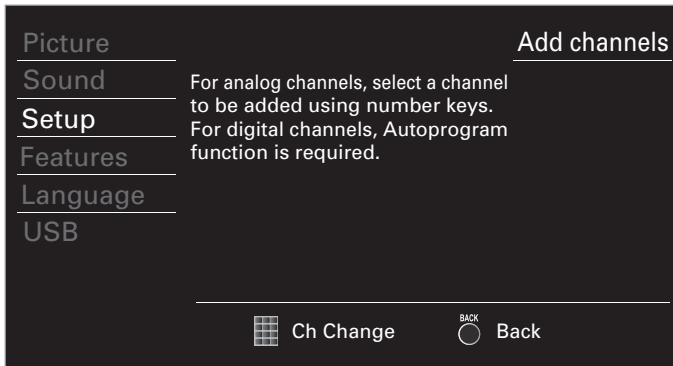 Picture
Sound
Setup
Features
Language
USB
Add channels
For analog channels, select a channel
to be added using number keys.
For digital channels, Autoprogram
function is required.
Ch Change
BACK
Back